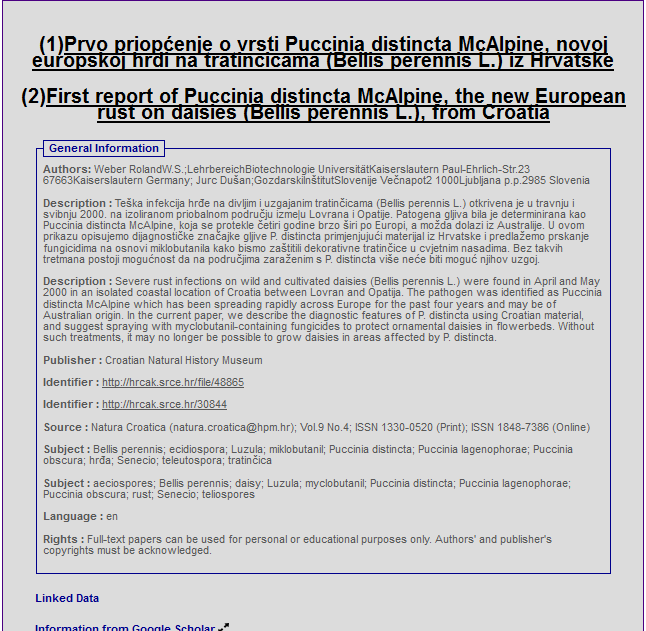 (1)Prvo priopćenje o vrsti Puccinia distincta McAlpine, novoj
europskoj hrđi na tratinčicama (Bellis perennis L.) iz Hrvatske
(2)First report of Puccinia distincta McAlpine, the new European
rust on daisies (Bellis perennis L.), from Croatia
General Information
Authors: Weber RolandW.S.;LehrbereichBiotechnologie UniversitätKaiserslautern Paul-Ehrlich-Str.23
67663Kaiserslautern Germany; Jurc Dušan;GozdarskiInštitutSlovenije Večnapot2 1000Ljubljana p.p.2985 Slovenia
Description : Teška infekcija hrđe na divljim i uzgajanim tratinčicama (Bellis perennis L.) otkrivena je u travnju i
svibnju 2000. na izoliranom priobalnom području izmeļu Lovrana i Opatije. Patogena gljiva bila je determinirana kao
Puccinia distincta McAlpine, koja se protekle četiri godine brzo širi po Europi, a možda dolazi iz Australije. U ovom
prikazu opisujemo dijagnostičke značajke gljive P. distincta primjenjujući materijal iz Hrvatske i predlažemo prskanje
fungicidima na osnovi miklobutanila kako bismo zaštitili dekorativne tratinčice u cvjetnim nasadima. Bez takvih
tretmana postoji mogućnost da na područjima zaraženim s P. distincta više neće biti moguć njihov uzgoj.
Description : Severe rust infections on wild and cultivated daisies (Bellis perennis L.) were found in April and May
2000 in an isolated coastal location of Croatia between Lovran and Opatija. The pathogen was identified as Puccinia
distincta McAlpine which has been spreading rapidly across Europe for the past four years and may be of
Australian origin. In the current paper, we describe the diagnostic features of P. distincta using Croatian material,
and suggest spraying with myclobutanil-containing fungicides to protect ornamental daisies in flowerbeds. Without
such treatments, it may no longer be possible to grow daisies in areas affected by P. distincta.
Publisher : Croatian Natural History Museum
Identifier : http://hrcak.srce.hr/file/48865
Identifier : http://hrcak.srce.hr/30844
Source : Natura Croatica (natura.croatica@hpm.hr); Vol.9 No.4; ISSN 1330-0520 (Print); ISSN 1848-7386 (Online)
Subject : Bellis perennis; ecidiospora; Luzula; miklobutanil; Puccinia distincta; Puccinia lagenophorae; Puccinia
obscura; hrđa; Senecio; teleutospora; tratinčica
Subject : aeciospores; Bellis perennis; daisy; Luzula; myclobutanil; Puccinia distincta; Puccinia lagenophorae;
Puccinia obscura; rust; Senecio; teliospores
Language : en
Rights : Full-text papers can be used for personal or educational purposes only. Authors' and publisher's
copyrights must be acknowledged.
Linked Data
Information from Google Scholar